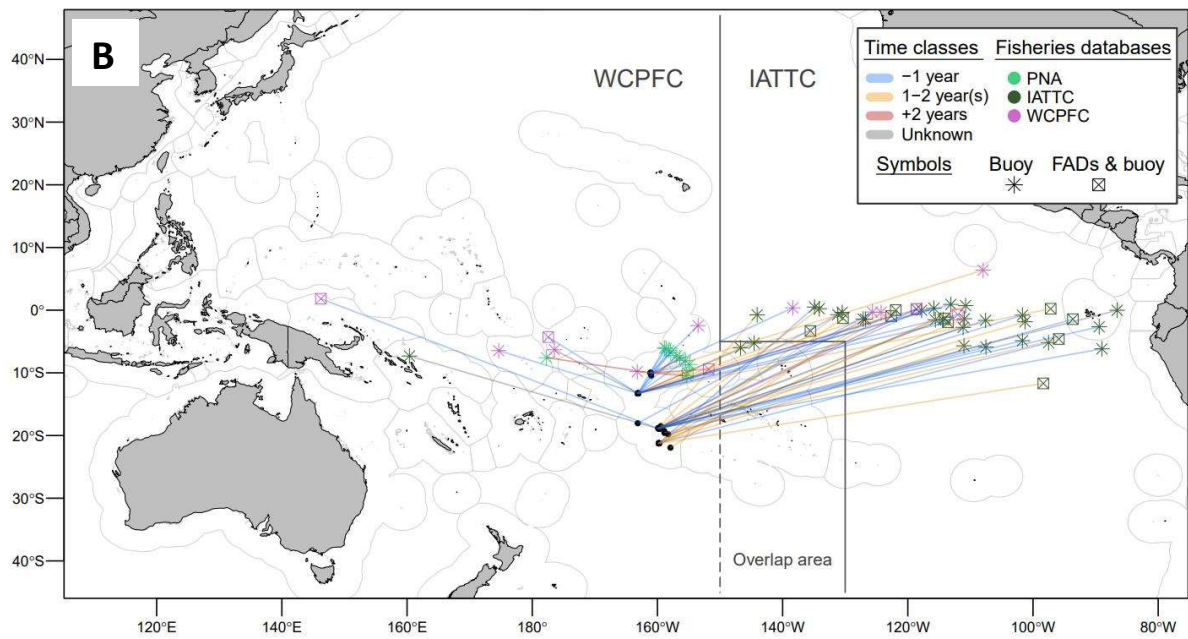 B
WCPFC IATTC
Time classes Fisheries databases
−1 year PNA
1−2 year(s) IATTC
+2 years WCPFC
Unknown
Symbols Buoy FADs & buoy
40°N
30°N
20°N
10°N
0°
10°S
20°S
30°S
40°S
Overlap area
120°E 140°E 160°E 180° 160°W 140°W 120°W 100°W 80°W